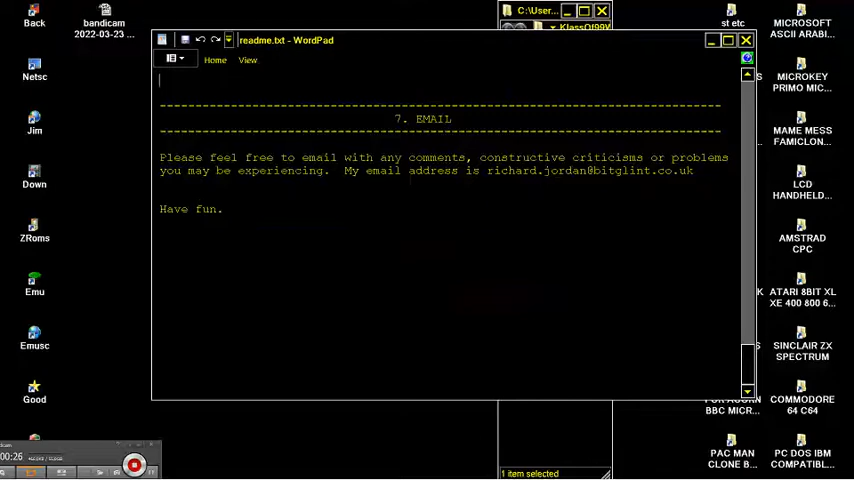 Back
bandicam
2022-03-23 ...
Netsc
Jim
Down
ZRoms
Emu
Emusc
Good
00:26
C:\User...
KlassOf99V
readme.txt - WordPad
Home View
-------------------------------------------------------------------------------
7. EMAIL
-------------------------------------------------------------------------------
Please feel free to email with any comments, constructive criticisms or problems
you may be experiencing. My email address is richard.jordan@bitglint.co.uk
Have fun.
1 item selected
st etc
MICROSOFT
ASCII ARABI...
MICROKEY
PRIMO MIC...
MAME MESS
FAMICLON...
LCD
HANDHELD...
AMSTRAD
CPC
ATARI 8BIT XL
XE 400 800 6...
SINCLAIR ZX
SPECTRUM
BBC MICR...
COMMODORE
64 C64
PAC MAN
CLONE B...
PC DOS IBM
COMPATIBL...